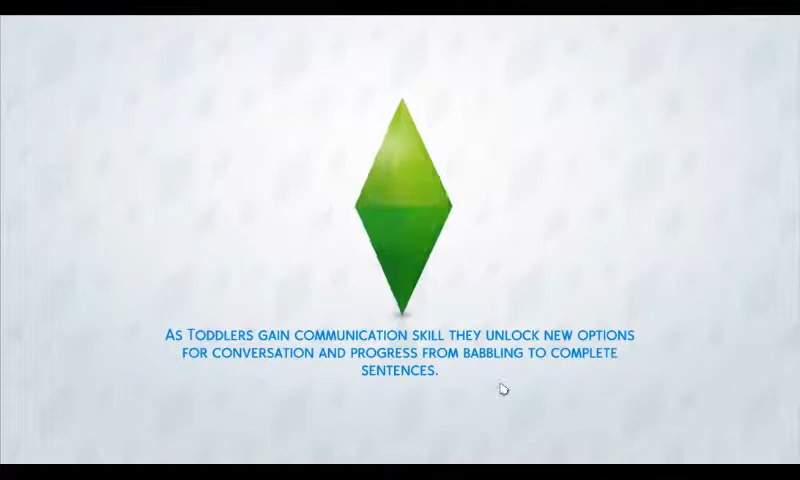 As Toddlers gain communication skill they unlock new options
for conversation and progress from babbling to complete
sentences.